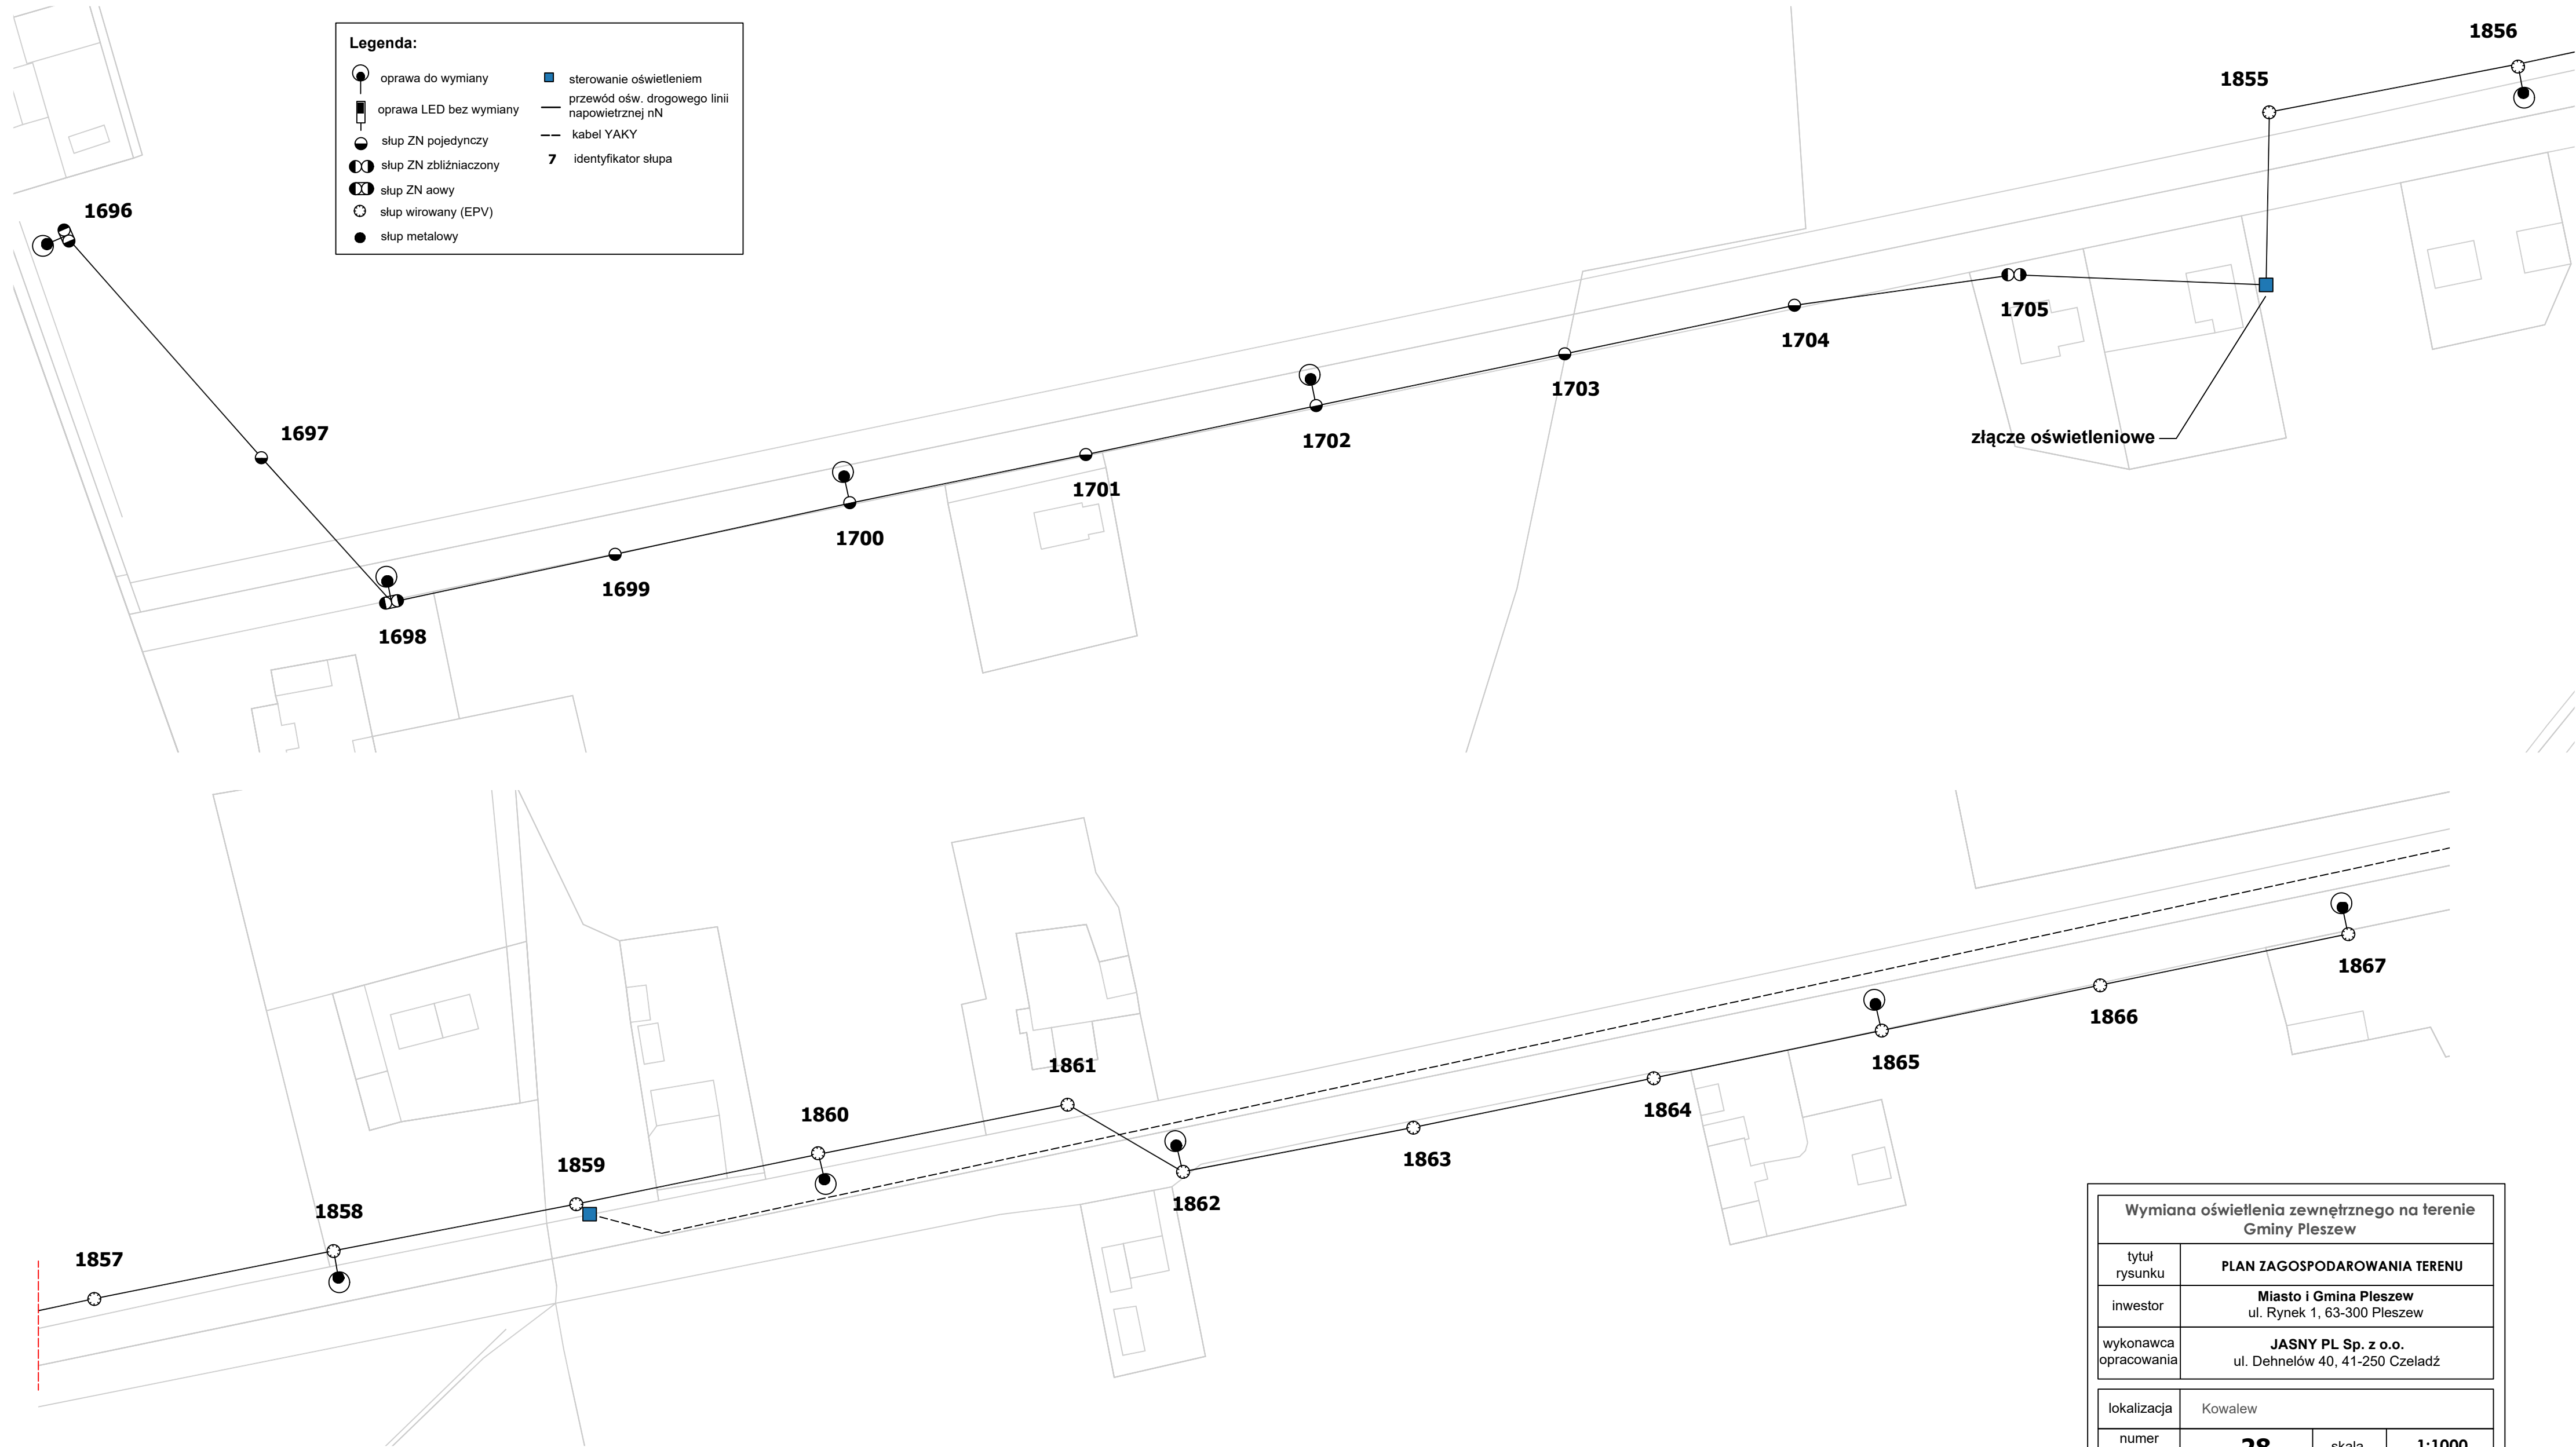 Legenda:
oprawa do wymiany
oprawa LED bez wymiany
słup ZN pojedynczy
słup ZN zbliźniaczony
słup ZN aowy
słup wirowany (EPV)
słup metalowy
sterowanie oświetleniem
przewód ośw. drogowego linii
napowietrznej nN
kabel YAKY
7 identyfikator słupa
1856
1855
1696
1697
1698
1699
1700
1701
1702
1703
1704
1705
złącze oświetleniowe
1857
1858
1859
1860
1861
1862
1863
1864
1865
1866
1867
Wymiana oświetlenia zewnętrznego na terenie
Gminy Pleszew
tytuł
rysunku
PLAN ZAGOSPODAROWANIA TERENU
inwestor
Miasto i Gmina Pleszew
ul. Rynek 1, 63-300 Pleszew
wykonawca
opracowania
JASNY PL Sp. z o.o.
ul. Dehnelów 40, 41-250 Czeladź
lokalizacja
Kowalew
numer
28
skala
1:1000